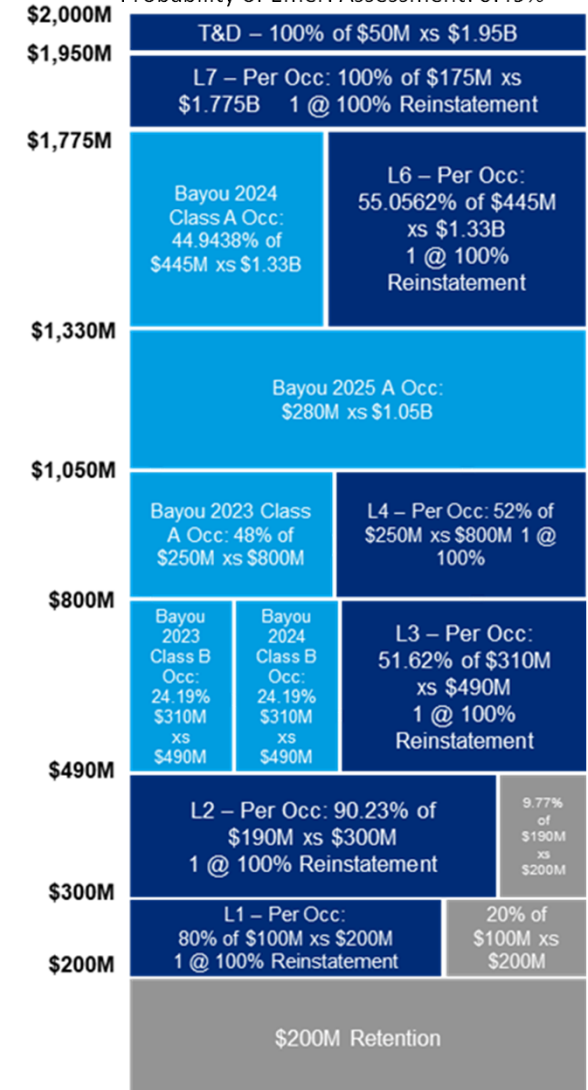 $2,000M
T&D – 100% of $50M xs $1.95B
$1,950M
L7 – Per Occ: 100% of $175M xs
$1.775B 1 @ 100% Reinstatement
$1,775M
Bayou 2024
Class A Occ:
44.9438% of
$445M xs $1.33B
L6 – Per Occ:
55.0562% of $445M
xs $1.33B
1 @ 100%
Reinstatement
$1,330M
Bayou 2025 A Occ:
$280M xs $1.05B
$1,050M
Bayou 2023 Class
A Occ: 48% of
$250M xs $800M
L4 – Per Occ: 52% of
$250M xs $800M 1 @
100%
$800M
Bayou
2023
Class B
Occ:
24.19%
$310M
xs
$490M
Bayou
2024
Class B
Occ:
24.19%
$310M
xs
$490M
L3 – Per Occ:
51.62% of $310M
xs $490M
1 @ 100%
Reinstatement
$490M
L2 – Per Occ: 90.23% of
$190M xs $300M
1 @ 100% Reinstatement
9.77%
of
$190M
xs
$200M
$300M
L1 – Per Occ:
80% of $100M xs $200M
1 @ 100% Reinstatement
20% of
$100M xs
$200M
$200M
$200M Retention